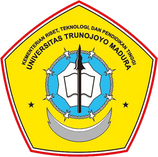 KEMENTERIAN RISET, TEKNOLOGI, DAN PENDIDIKAN TINGGI
UNIVERSITAS TRUNOJOYO MADURA